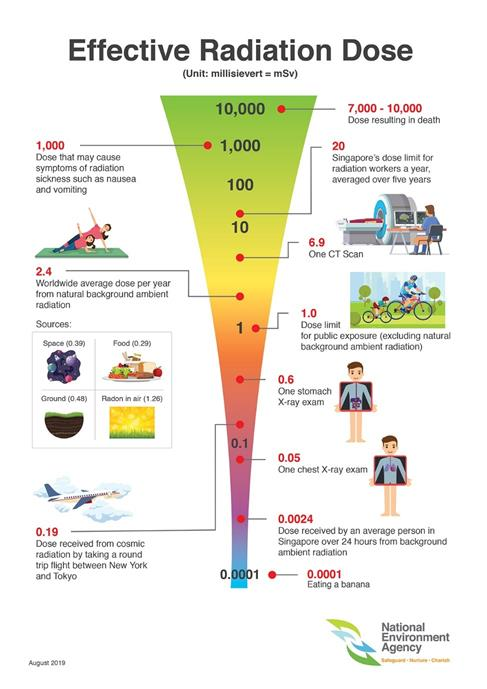 Effective Radiation Dose
(Unit: millisievert = mSv)
10,000
7,000 - 10,000
Dose resulting in death
1,000
Dose that may cause
symptoms of radiation
sickness such as nausea
and vomiting
1,000
20
Singapore's dose limit for
radiation workers a year,
averaged over five years
100
10
6.9
One CT Scan
2.4
Worldwide average dose per year
from natural background ambient
radiation
Sources:
Space (0.39)
Food (0.29)
Ground (0.48)
Radon in air (1.26)
1
1.0
Dose limit
for public exposure (excluding natural
background ambient radiation)
0.6
One stomach
X-ray exam
0.1
0.05
One chest X-ray exam
0.19
Dose received from cosmic
radiation by taking a round
trip flight between New York
and Tokyo
0.0024
Dose received by an average person in
Singapore over 24 hours from background
ambient radiation
0.0001
0.0001
Eating a banana
National
Environment
Agency
Safeguard • Nurture • Cherish
August 2019